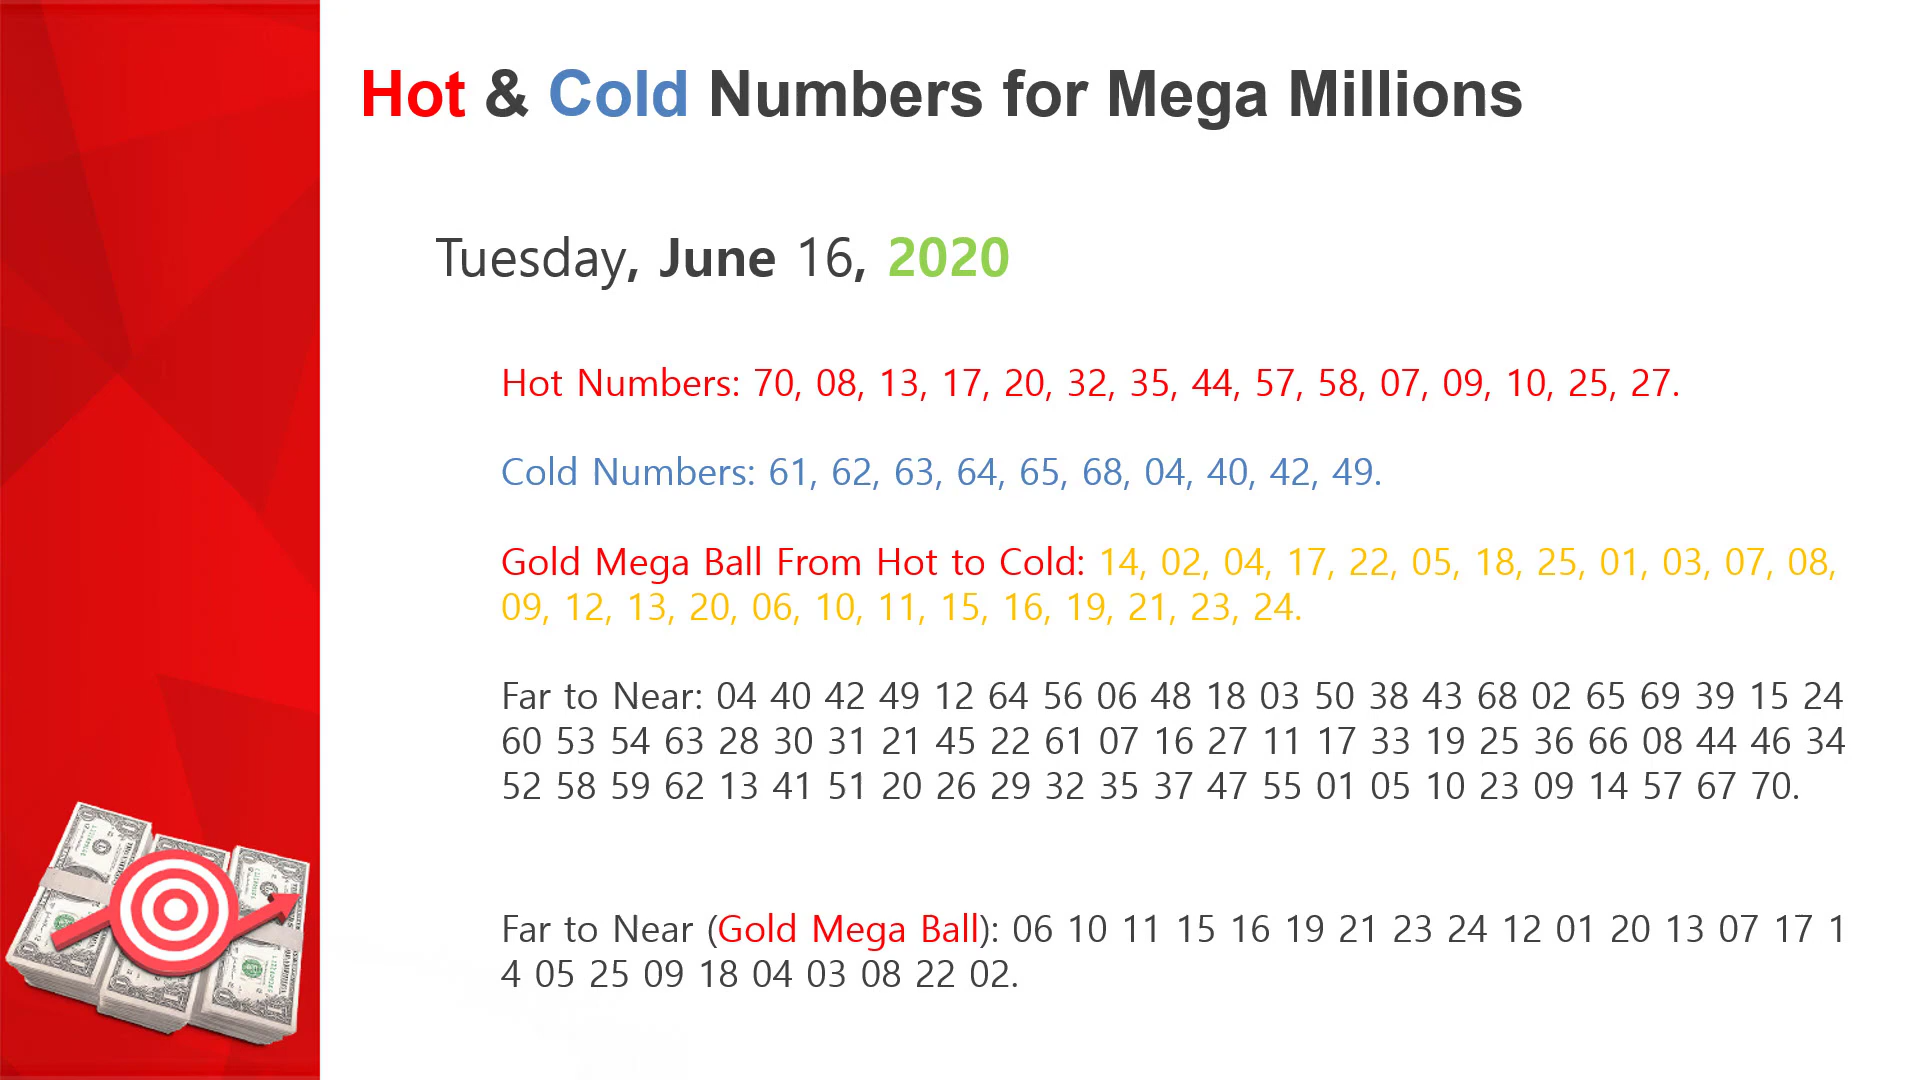 Hot & Cold Numbers for Mega Millions
Tuesday, June 16, 2020
Hot Numbers: 70, 08, 13, 17, 20, 32, 35, 44, 57, 58, 07, 09, 10, 25, 27.
Cold Numbers: 61, 62, 63, 64, 65, 68, 04, 40, 42, 49.
Gold Mega Ball From Hot to Cold: 14, 02, 04, 17, 22, 05, 18, 25, 01, 03, 07, 08,
09, 12, 13, 20, 06, 10, 11, 15, 16, 19, 21, 23, 24.
Far to Near: 04 40 42 49 12 64 56 06 48 18 03 50 38 43 68 02 65 69 39 15 24
60 53 54 63 28 30 31 21 45 22 61 07 16 27 11 17 33 19 25 36 66 08 44 46 34
52 58 59 62 13 41 51 20 26 29 32 35 37 47 55 01 05 10 23 09 14 57 67 70.
Far to Near (Gold Mega Ball): 06 10 11 15 16 19 21 23 24 12 01 20 13 07 17 1
4 05 25 09 18 04 03 08 22 02.